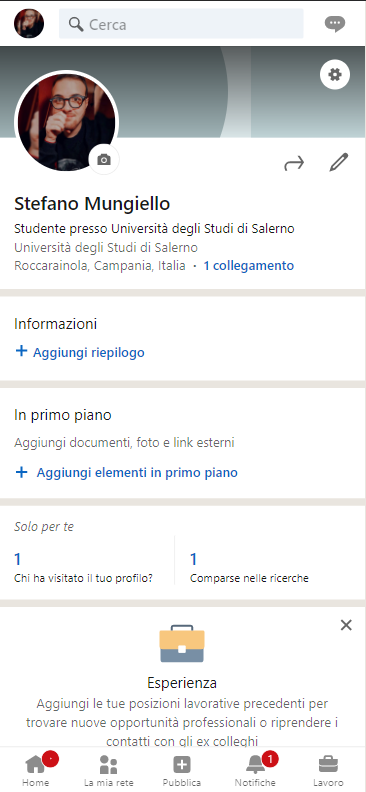 Cerca
Stefano Mungiello
Studente presso Università degli Studi di Salerno
Università degli Studi di Salerno
Roccarainola, Campania, Italia · 1 collegamento
Informazioni
+ Aggiungi riepilogo
In primo piano
Aggiungi documenti, foto e link esterni
+ Aggiungi elementi in primo piano
Solo per te
1
Chi ha visitato il tuo profilo?
1
Comparse nelle ricerche
Esperienza
Aggiungi le tue posizioni lavorative precedenti per
trovare nuove opportunità professionali o riprendere i
contatti con gli ex colleghi
Home
La mia rete
Pubblica
1
Notifiche
Lavoro